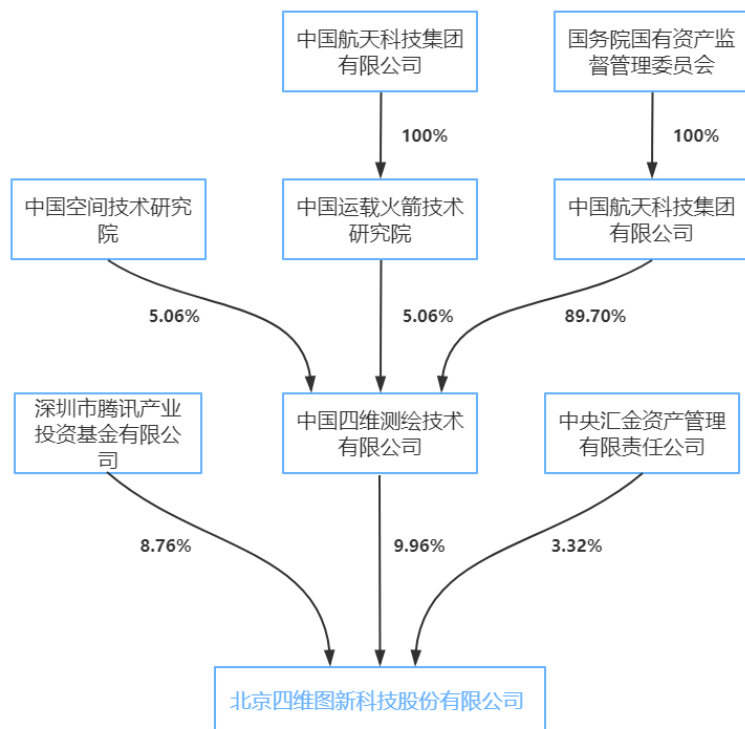 中国航天科技集团
有限公司
国务院国有资产监
督管理委员会
100%
100%
中国空间技术研究
院
中国运载火箭技术
研究院
中国航天科技集团
有限公司
5.06%
5.06%
89.70%
深圳市腾讯产业
投资基金有限公
司
中国四维测绘技术
有限公司
中央汇金资产管理
有限责任公司
8.76%
9.96%
3.32%
北京四维图新科技股份有限公司